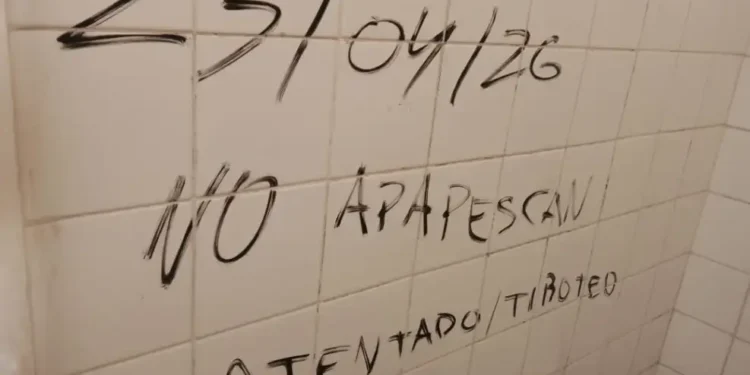 23/04/26
NO APAPESCAN
ATENTADO/TIROTEO